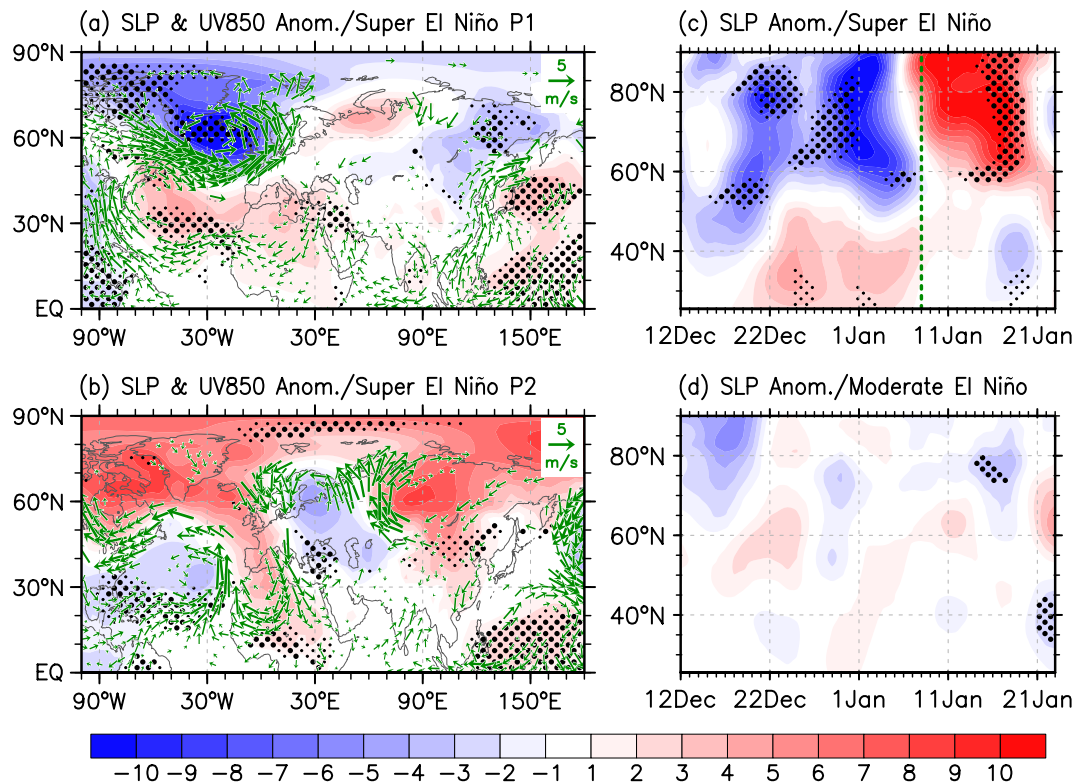 (a) SLP & UV850 Anom./Super El Niño P1
90°N
60°N
30°N
EQ
5
m/s
90°W 30°W 30°E 90°E 150°E
(c) SLP Anom./Super El Niño
80°N
60°N
40°N
12Dec 22Dec 1Jan 11Jan 21Jan
(b) SLP & UV850 Anom./Super El Niño P2
90°N
60°N
30°N
EQ
5
m/s
90°W 30°W 30°E 90°E 150°E
(d) SLP Anom./Moderate El Niño
80°N
60°N
40°N
12Dec 22Dec 1Jan 11Jan 21Jan
−10 −9 −8 −7 −6 −5 −4 −3 −2 −1 1 2 3 4 5 6 7 8 9 10